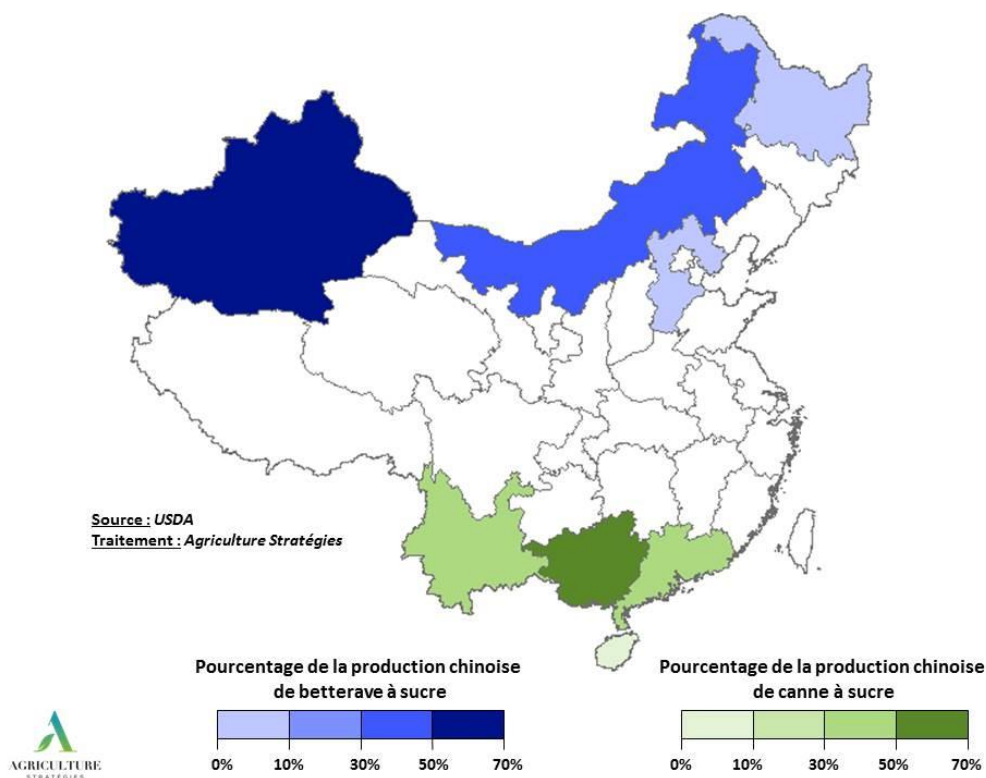 Source : USDA
Traitement : Agriculture Stratégies
Pourcentage de la production chinoise
de betterave à sucre
0% 10% 30% 50% 70%
Pourcentage de la production chinoise
de canne à sucre
0% 10% 30% 50% 70%
AGRICULTURE
STRATÉGIES